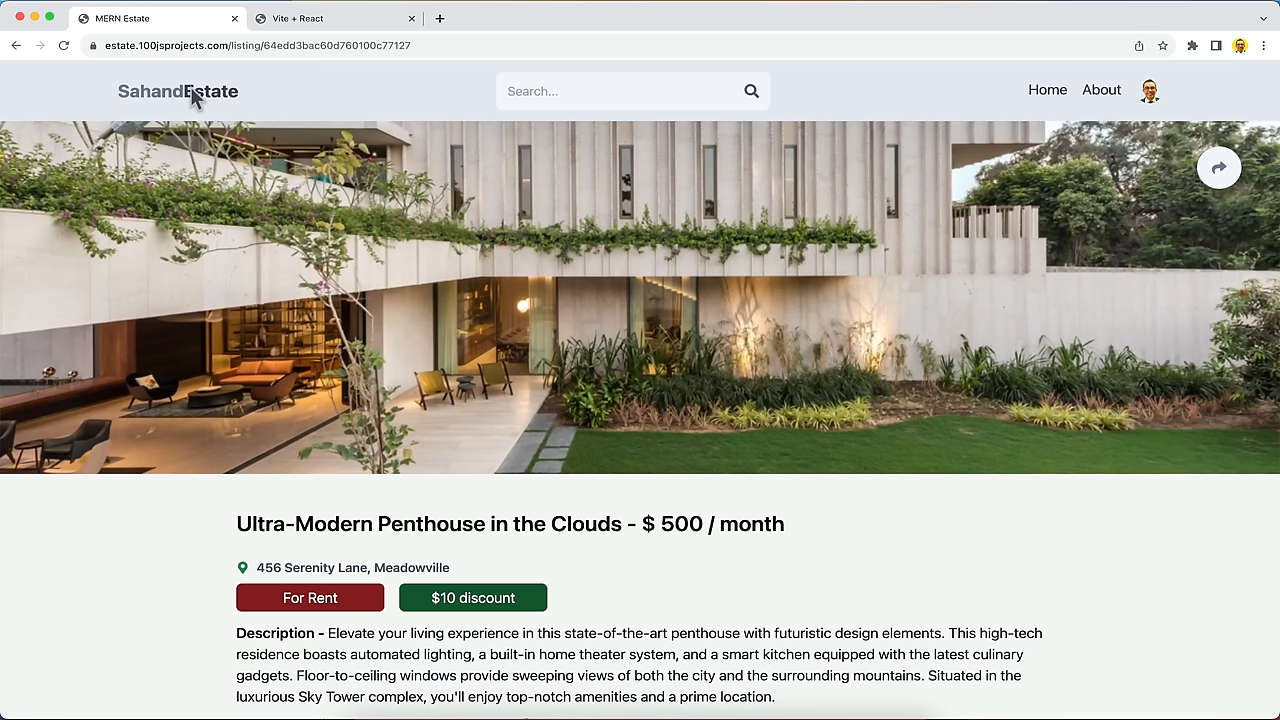 MERN Estate
Vite + React
estate.100jsprojects.com/listing/64edd3bac60d760100c77127
SahandEstate
Search...
Home
About
Ultra-Modern Penthouse in the Clouds - $ 500 / month
456 Serenity Lane, Meadowville
For Rent
$10 discount
Description - Elevate your living experience in this state-of-the-art penthouse with futuristic design elements. This high-tech
residence boasts automated lighting, a built-in home theater system, and a smart kitchen equipped with the latest culinary
gadgets. Floor-to-ceiling windows provide sweeping views of both the city and the surrounding mountains. Situated in the
luxurious Sky Tower complex, you'll enjoy top-notch amenities and a prime location.